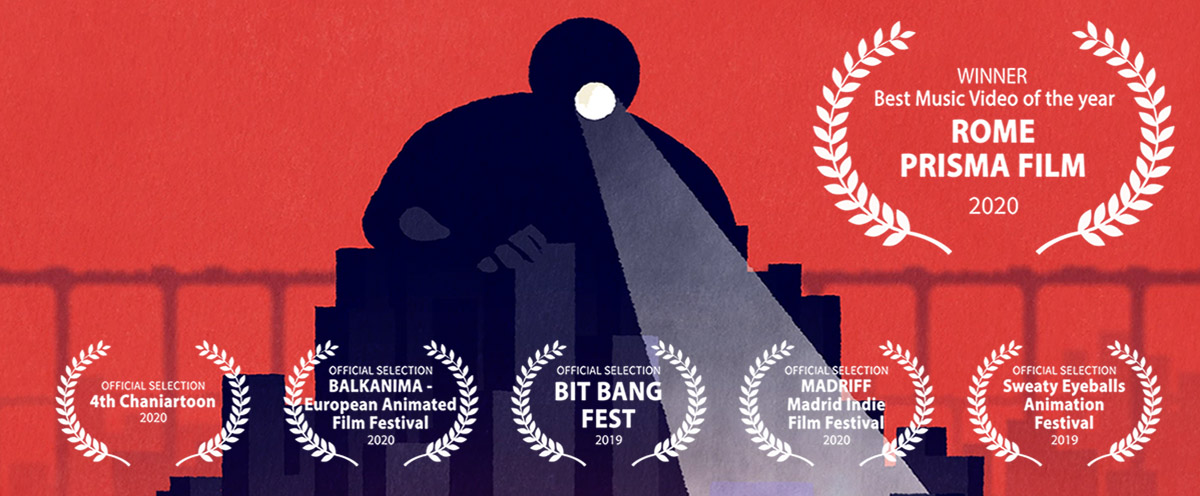 WINNER
Best Music Video of the year
ROME
PRISMA FILM
2020
OFFICIAL SELECTION
4th Chaniartoon
2020
OFFICIAL SELECTION
BALKANIMA -
European Animated
Film Festival
2020
OFFICIAL SELECTION
BIT BANG
FEST
2019
OFFICIAL SELECTION
MADRIFF
Madrid Indie
Film Festival
2020
OFFICIAL SELECTION
Sweaty Eyeballs
Animation
Festival
2019